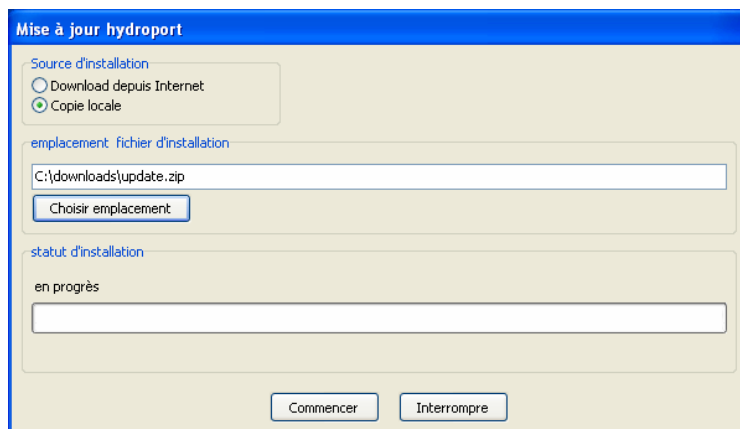 Mise à jour hydroport
Source d'installation
Download depuis Internet
Copie locale
emplacement fichier d'installation
C:\downloads\update.zip
Choisir emplacement
statut d'installation
en progrès
Commencer Interrompre